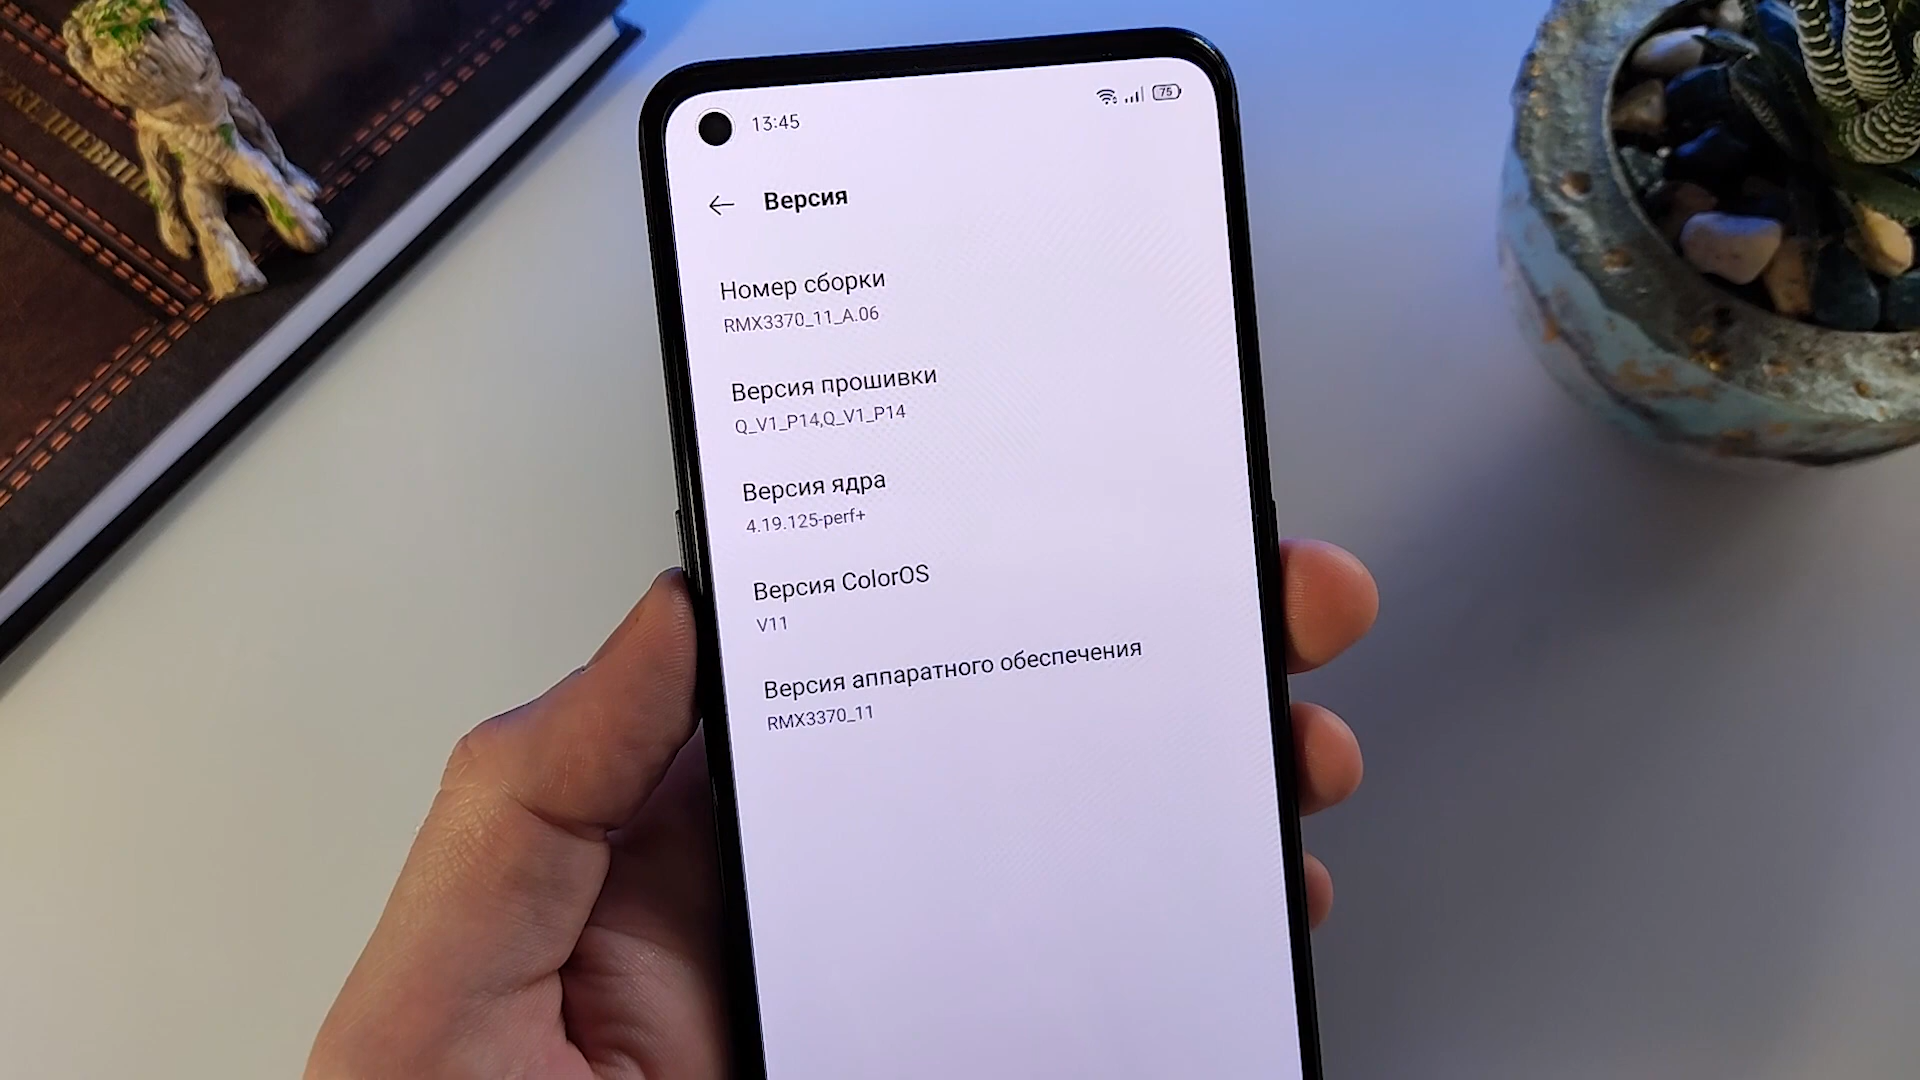 13:45
75
Версия
Номер сборки
RMX3370_11_A.06
Версия прошивки
Q_V1_P14,Q_V1_P14
Версия ядра
4.19.125-perf+
Версия ColorOS
V11
Версия аппаратного обеспечения
RMX3370_11